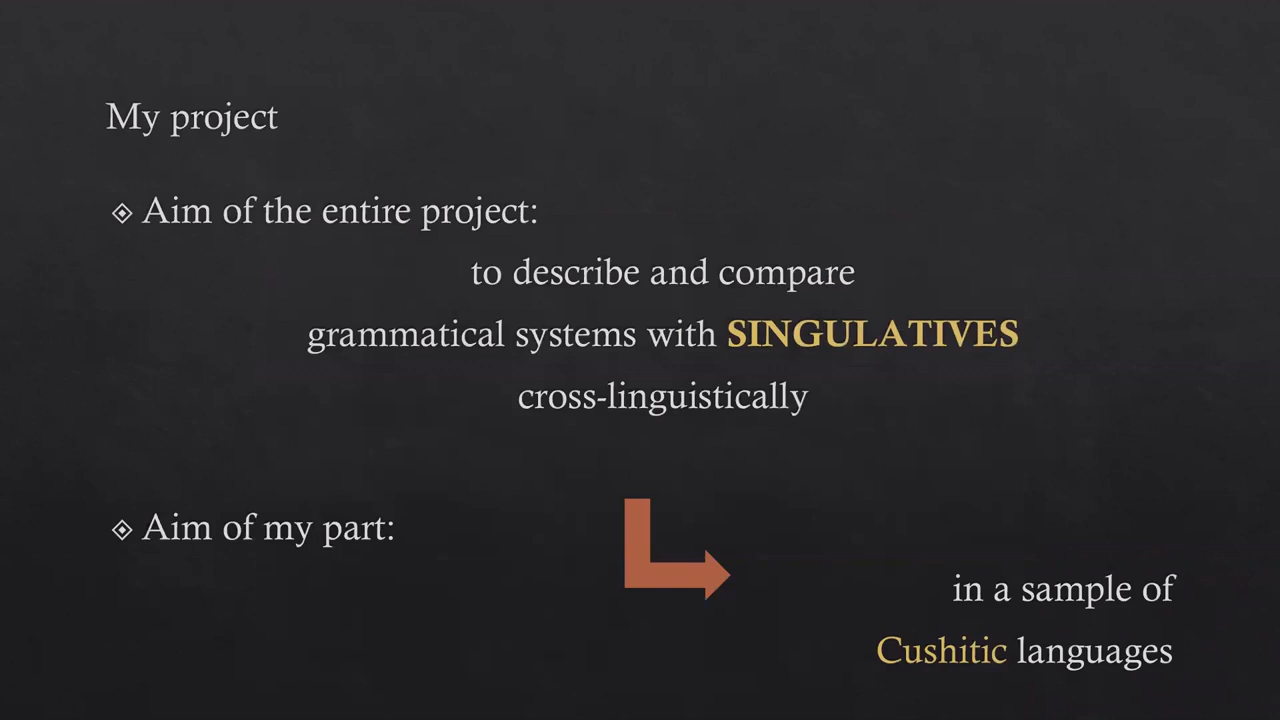 My project
Aim of the entire project:
to describe and compare
grammatical systems with SINGULATIVES
cross-linguistically
Aim of my part:
in a sample of
Cushitic languages